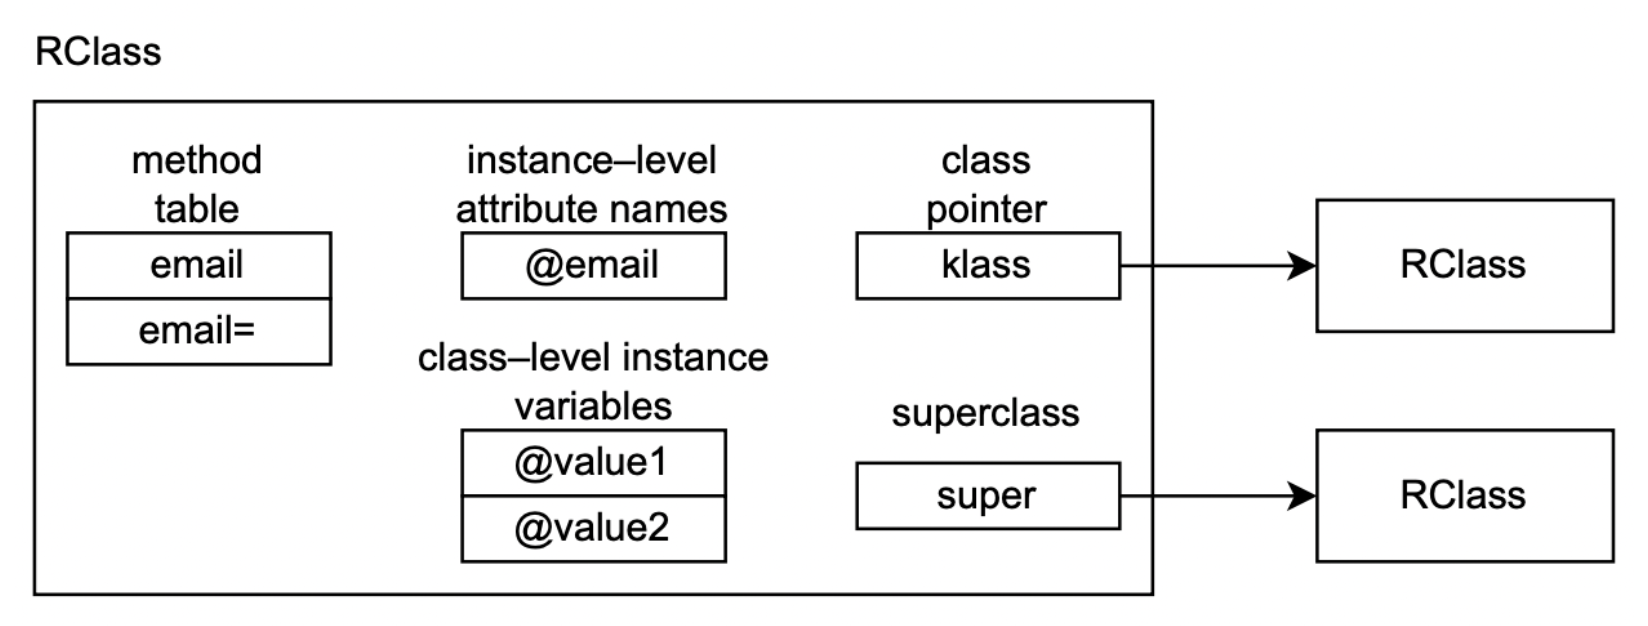 RClass
method
table
email
email=
instance–level
attribute names
@email
class–level instance
variables
@value1
@value2
class
pointer
klass
superclass
super
RClass
RClass